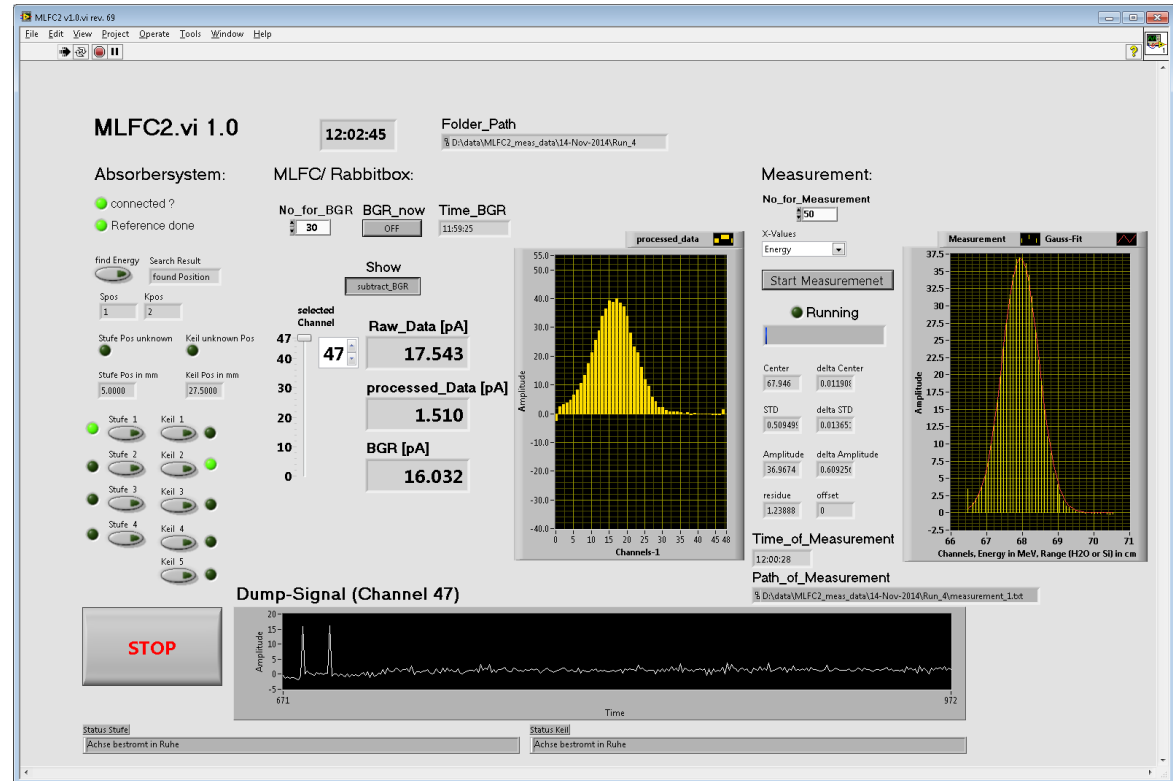 MLFC2 v1.0.vi rev. 69
File Edit View Project Operate Tools Window Help
MLFC2.vi 1.0
12:02:45
Folder_Path
D:\data\MLFC2_meas_data\14-Nov-2014\Run_4
Absorbersystem:
connected ?
Reference done
find Energy Search Result
found Position
Spos Kpos
1 2
Stufe Pos unknown Keil unknown Pos
Stufe Pos in mm Keil Pos in mm
5.0000 27.5000
Stufe 1 Keil 1
Stufe 2 Keil 2
Stufe 3 Keil 3
Stufe 4 Keil 4
Keil 5
MLFC/ Rabbitbox:
No_for_BGR BGR_now Time_BGR
30 OFF 11:59:25
Show
subtract_BGR
selected
Channel
47
40
30
20
10
0
47
Raw_Data [pA]
17.543
processed_Data [pA]
1.510
BGR [pA]
16.032
processed_data
Amplitude
55.0
50.0
40.0
30.0
20.0
10.0
0.0
-10.0
-20.0
-30.0
-40.0
0 5 10 15 20 25 30 35 40 45 48
Channels-1
Measurement:
No_for_Measurement
50
X-Values
Energy
Start Measuremenet
Running
Center delta Center
67.946
STD delta STD
Amplitude delta Amplitude
36.9674
residue offset
1.23888 0
Time_of_Measurement
12:00:28
Path_of_Measurement
D:\data\MLFC2_meas_data\14-Nov-2014\Run_4\measurement_1.txt
Measurement Gauss-Fit
Amplitude
37.5
35
30
27.5
25
20
17.5
15
10
7.5
5
2.5
0
-2.5
66 67 68 69 70 71
Channels, Energy in MeV, Range (H2O or Si) in cm
Dump-Signal (Channel 47)
Amplitude
20
15
10
5
0
-5
671 972
Time
STOP
Status Stufe
Achse bestromt in Ruhe
Status Keil
Achse bestromt in Ruhe